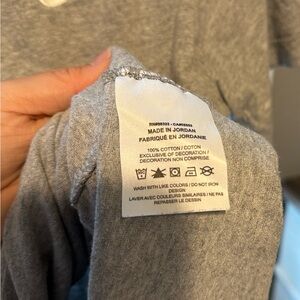 MADE IN JORDAN
FABRIQUÉ EN JORDANIE
100% COTTON/COTON
EXCLUSIVE OF DECORATION /
DECORATION NON COMPRISE
WASH WITH LIKE COLORS / DO NOT IRON
DESIGN
LAVER AVEC COULEURS SIMILAIRES / NE PAS
REPASSER LE DESSIN